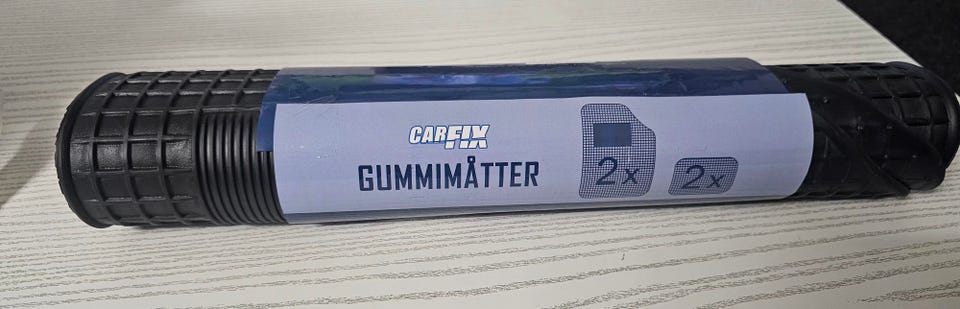 CARFIX
GUMMIMÅTTER
2x
2x